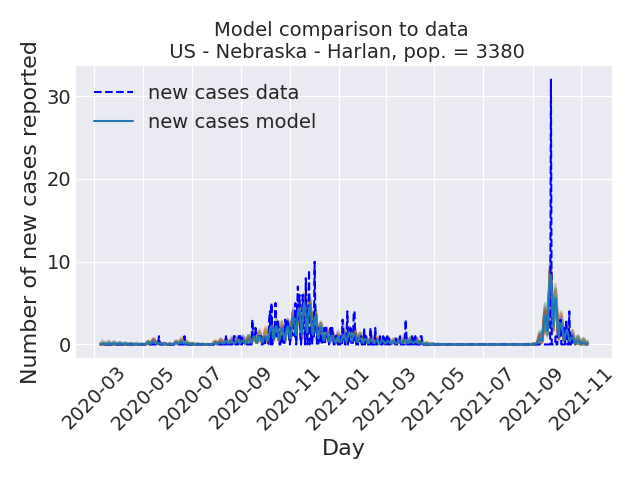 Model comparison to data
US - Nebraska - Harlan, pop. = 3380
Number of new cases reported
30
20
10
0
new cases data
new cases model
2020-03
2020-05
2020-07
2020-09
2020-11
2021-01
2021-03
2021-05
2021-07
2021-09
2021-11
Day